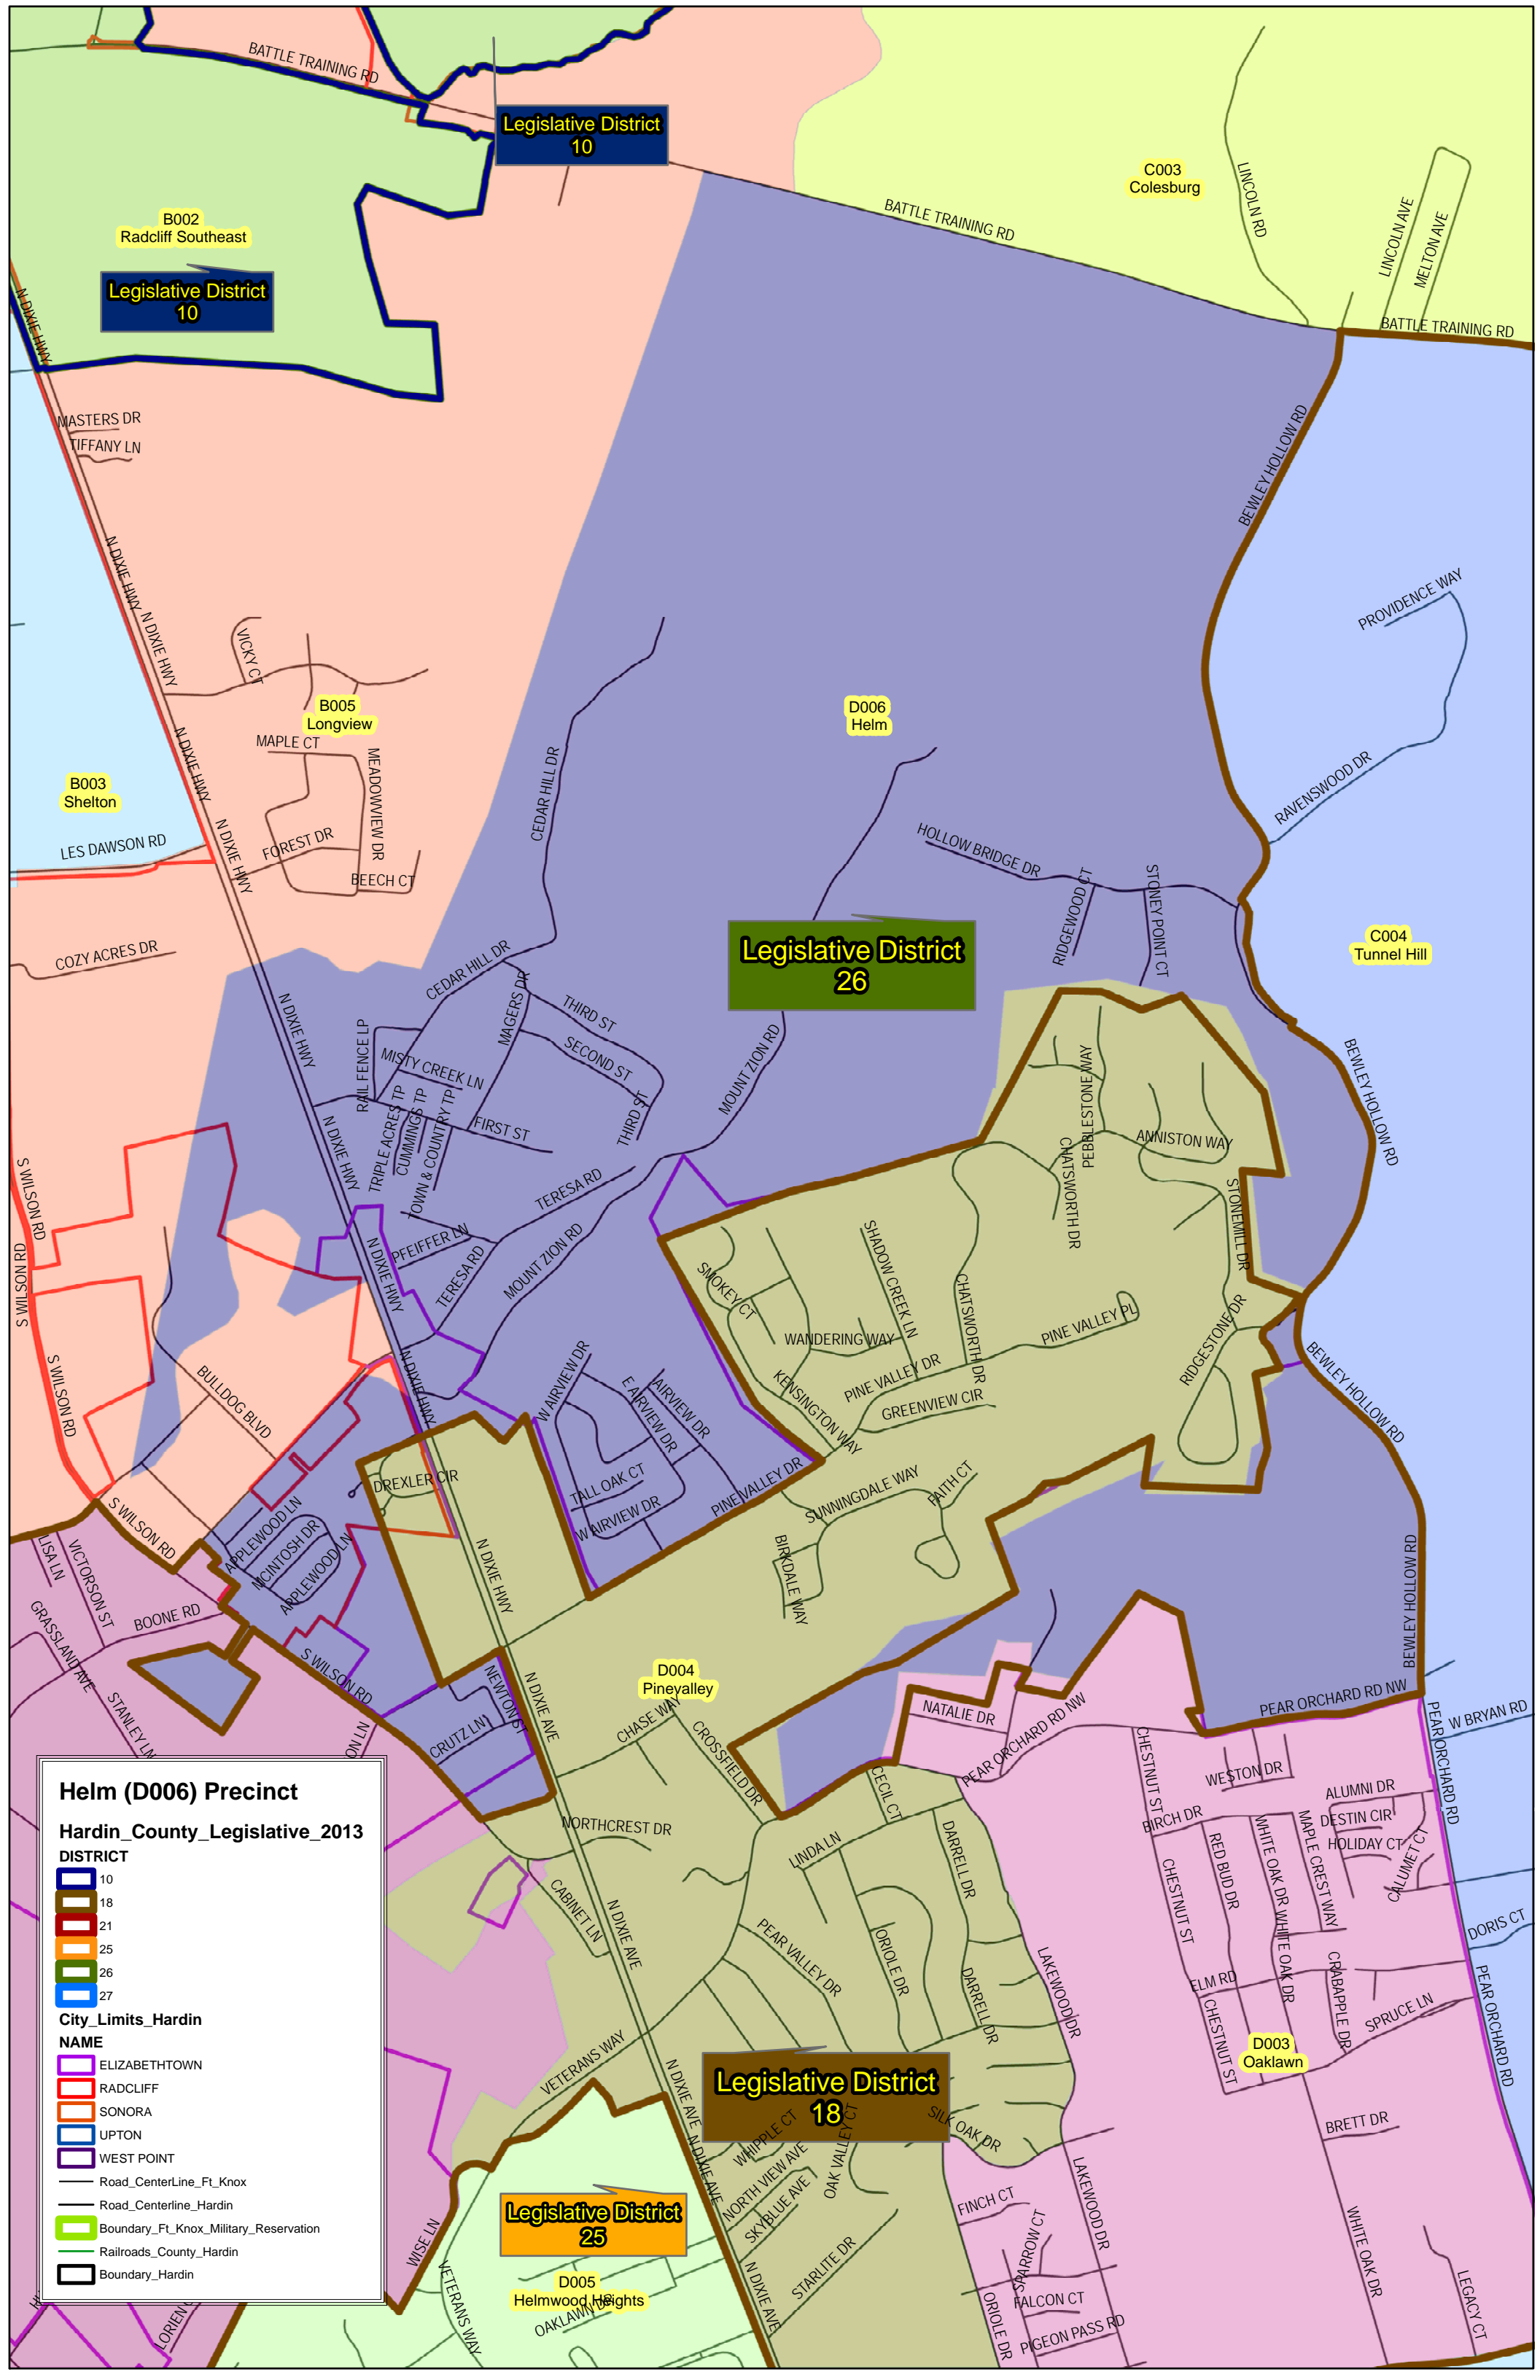 BATTLE TRAINING RD
Legislative District
10
C003
Colesburg
LINCOLN RD
LINCOLN AVE
MELTON AVE
BATTLE TRAINING RD
BATTLE TRAINING RD
B002
Radcliff Southeast
Legislative District
10
N DIXIE HWY
MASTERS DR
TIFFANY LN
BEWLEY HOLLOW RD
N DIXIE HWY
PROVIDENCE WAY
N DIXIE HWY
VICKY CT
B005
Longview
D006
Helm
N DIXIE HWY
MAPLE CT
MEADOWVIEW DR
CEDAR HILL DR
RAVENSWOOD DR
B003
Shelton
LES DAWSON RD
N DIXIE HWY
FOREST DR
BEECH CT
HOLLOW BRIDGE DR
RIDGEWOOD CT
STONEY POINT CT
COZY ACRES DR
CEDAR HILL DR
Legislative District
26
C004
Tunnel Hill
N DIXIE HWY
MAGERS DR
THIRD ST
SECOND ST
RAIL FENCE LP
MISTY CREEK LN
TRIPLE ACRES TP
CUMMINGS TP
TOWN & COUNTRY TP
FIRST ST
THIRD ST
MOUNT ZION RD
BEWLEY HOLLOW RD
PEBBLESTONE WAY
ANNISTON WAY
CHATSWORTH DR
STONEMILL DR
N DIXIE HWY
S WILSON RD
S WILSON RD
TERESA RD
PFEIFFER LN
TERESA RD
MOUNT ZION RD
N DIXIE HWY
SMOKEY CT
SHADOW CREEK LN
CHATSWORTH DR
WANDERING WAY
PINE VALLEY PL
RIDGESTONE DR
PINE VALLEY DR
KENSINGTON WAY
GREENVIEW CIR
BEWLEY HOLLOW RD
S WILSON RD
BULLDOG BLVD
N DIXIE HWY
W AIRVIEW DR
E AIRVIEW DR
AIRVIEW DR
DREXLER CIR
TALL OAK CT
W AIRVIEW DR
PINE VALLEY DR
SUNNINGDALE WAY
FAITH CT
BIRKDALE WAY
S WILSON RD
APPLEWOOD LN
MCINTOSH DR
APPLEWOOD LN
N DIXIE HWY
LISA LN
VICTORSON ST
BOONE RD
GRASSLAND AVE
STANLEY LN
S WILSON RD
NEWTON ST
CRUTZ LN
N DIXIE AVE
D004
Pinevalley
CHASE WAY
CROSSFIELD DR
NATALIE DR
PEAR ORCHARD RD NW
PEAR ORCHARD RD NW
BEWLEY HOLLOW RD
PEAR ORCHARD RD
W BRYAN RD
CHESTNUT ST
WESTON DR
ALUMNI DR
DESTIN CIR
HOLIDAY CT
CALUMET CT
BIRCH DR
RED BUD DR
WHITE OAK DR
MAPLE CREST WAY
CECIL CT
NORTHCREST DR
LINDA LN
DARRELL DR
CABINET LN
N DIXIE AVE
PEAR VALLEY DR
ORIOLE DR
DARRELL DR
LAKEWOOD DR
CHESTNUT ST
WHITE OAK DR
ELM RD
CHESTNUT ST
CRABAPPLE DR
SPRUCE LN
DORIS CT
PEAR ORCHARD RD
D003
Oaklawn
VETERANS WAY
N DIXIE AVE
Legislative District
18
N DIXIE AVE
WHIPPLE CT
NORTH VIEW AVE
SKYBLUE AVE
OAK VALLEY CT
SILK OAK DR
LAKEWOOD DR
BRETT DR
Legislative District
25
WISE LN
VETERANS WAY
D005
Helmwood Heights
OAKLAWN DR
N DIXIE AVE
STARLITE DR
FINCH CT
SPARROW CT
FALCON CT
ORIOLE DR
PIGEON PASS RD
WHITE OAK DR
LEGACY CT
ON LN
LORIEN C
Helm (D006) Precinct
Hardin_County_Legislative_2013
DISTRICT
10
18
21
25
26
27
City_Limits_Hardin
NAME
ELIZABETHTOWN
RADCLIFF
SONORA
UPTON
WEST POINT
Road_CenterLine_Ft_Knox
Road_Centerline_Hardin
Boundary_Ft_Knox_Military_Reservation
Railroads_County_Hardin
Boundary_Hardin